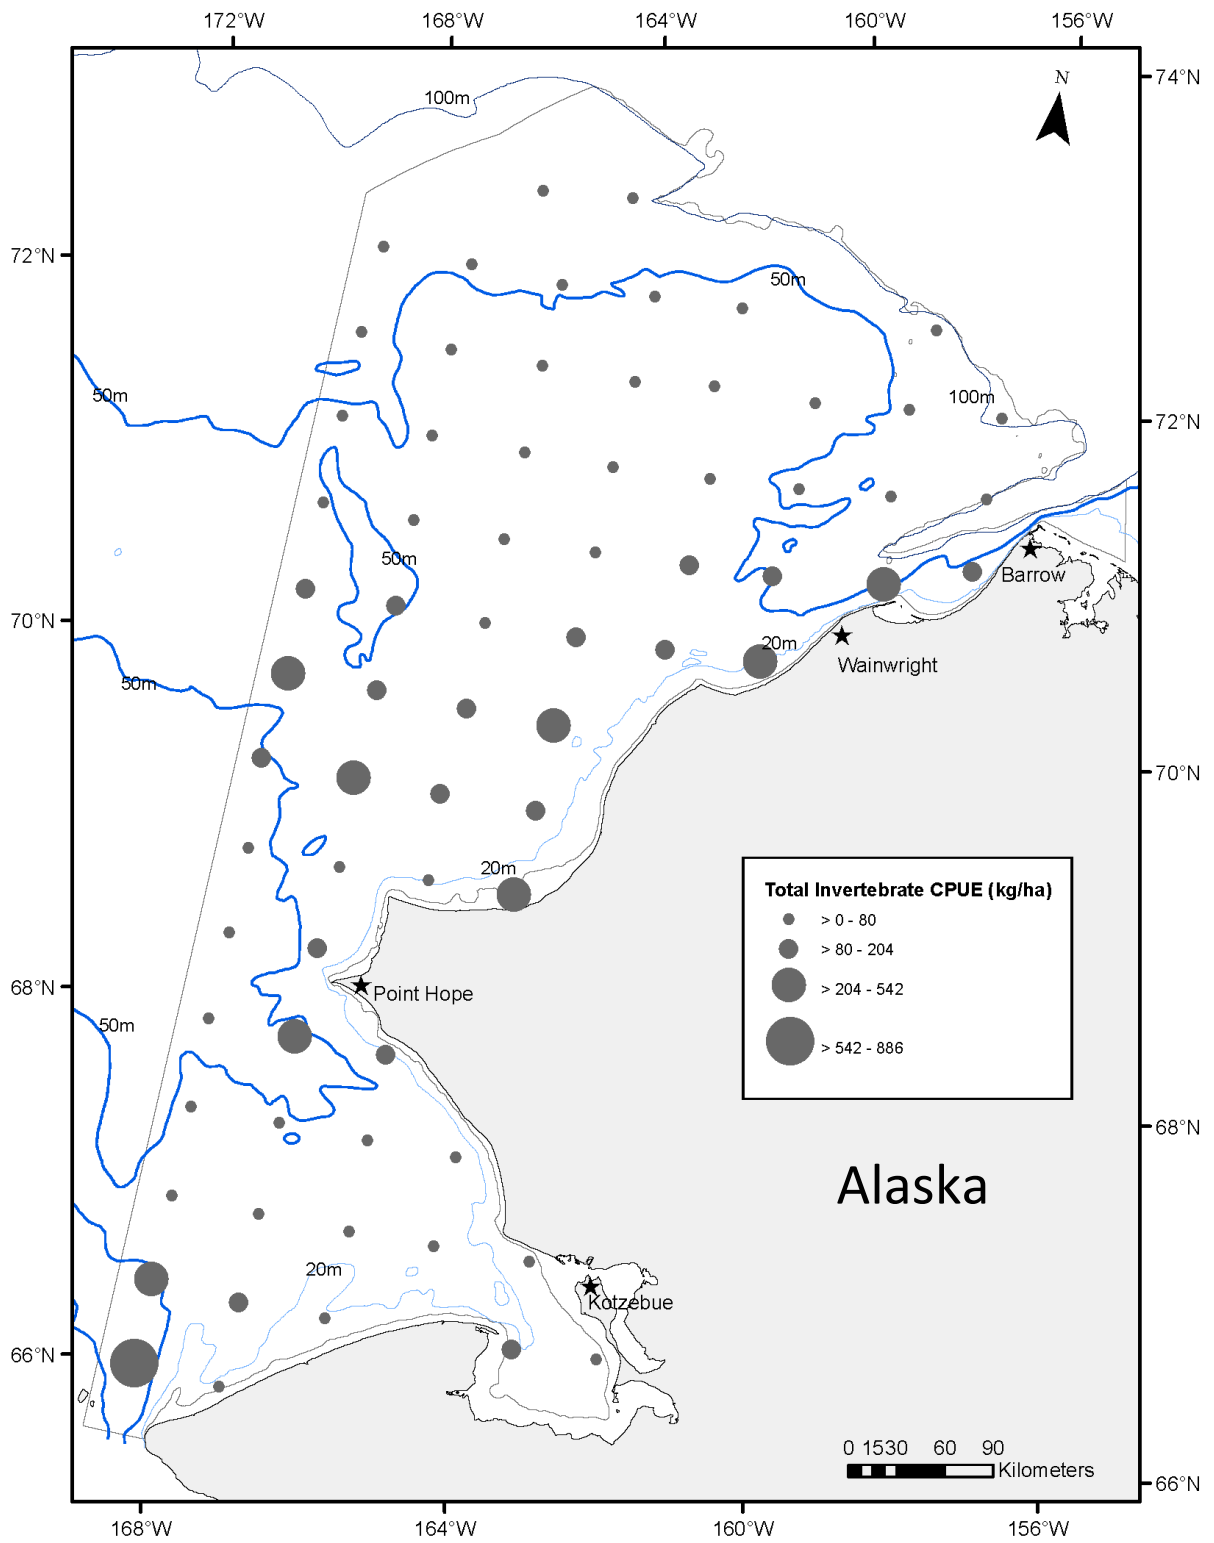 172°W 168°W 164°W 160°W 156°W
74°N
N
100m
72°N
50m
50m
100m
72°N
50m
Barrow
70°N
20m
Wainwright
50m
70°N
20m
Total Invertebrate CPUE (kg/ha)
> 0 - 80
> 80 - 204
> 204 - 542
> 542 - 886
68°N
Point Hope
50m
68°N
Alaska
20m
Kotzebue
66°N
0 1530 60 90
Kilometers
66°N
168°W 164°W 160°W 156°W